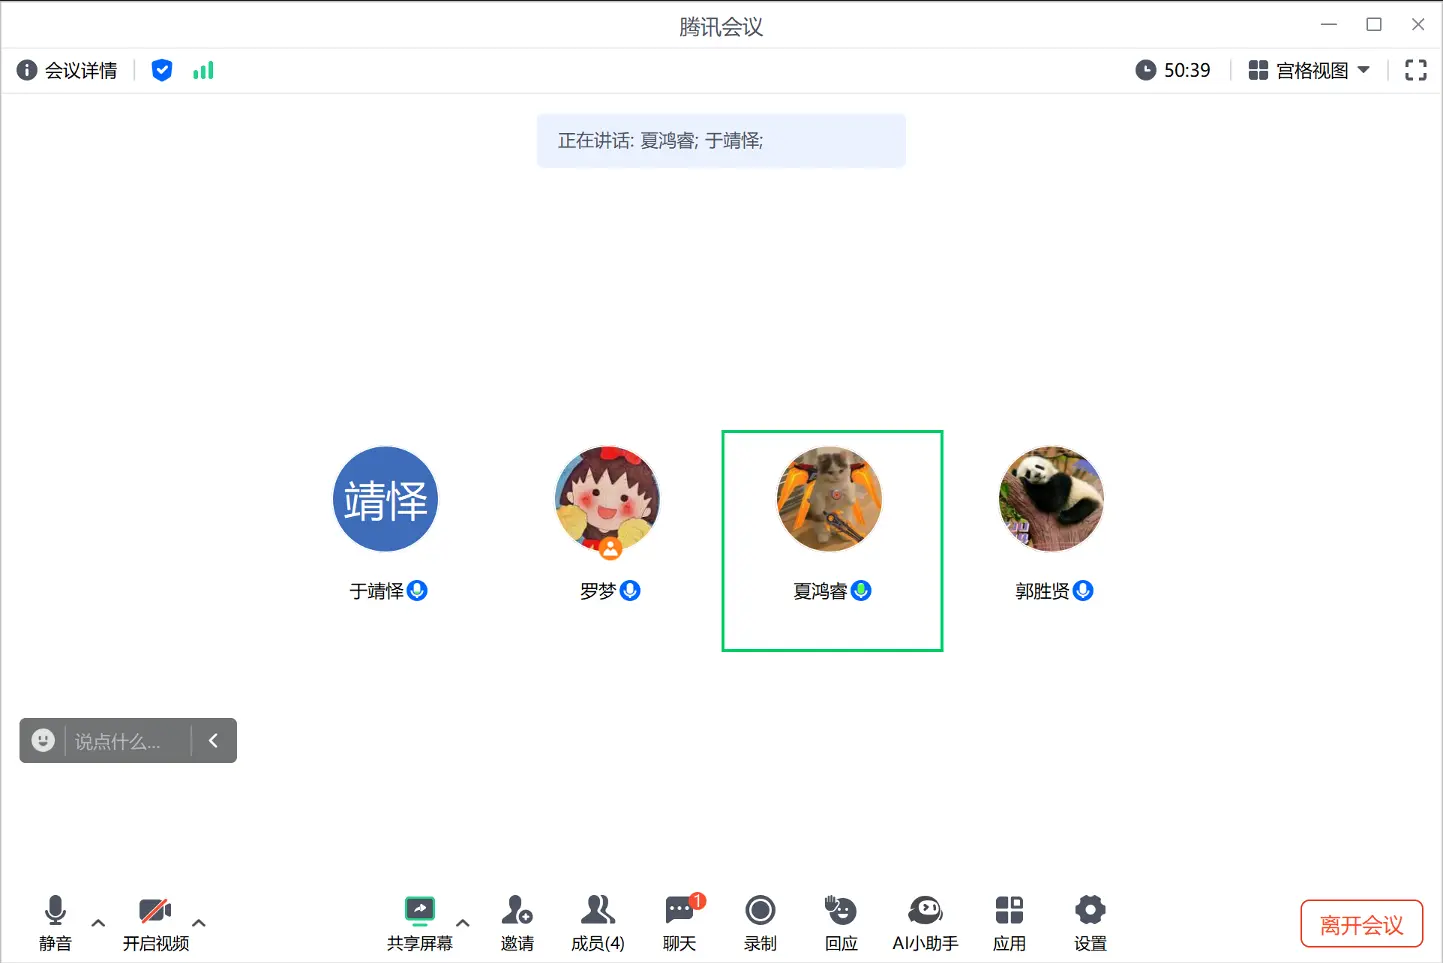 腾讯会议
会议详情
50:39
宫格视图
正在讲话: 夏鸿睿; 于靖怿;
靖怿
于靖怿
罗梦
夏鸿睿
郭胜贤
说点什么...
静音
开启视频
共享屏幕
邀请
成员(4)
1
聊天
录制
回应
AI小助手
应用
设置
离开会议